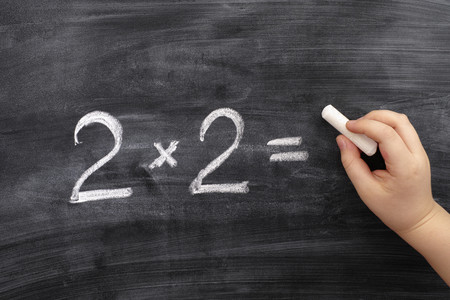 2 × 2 =